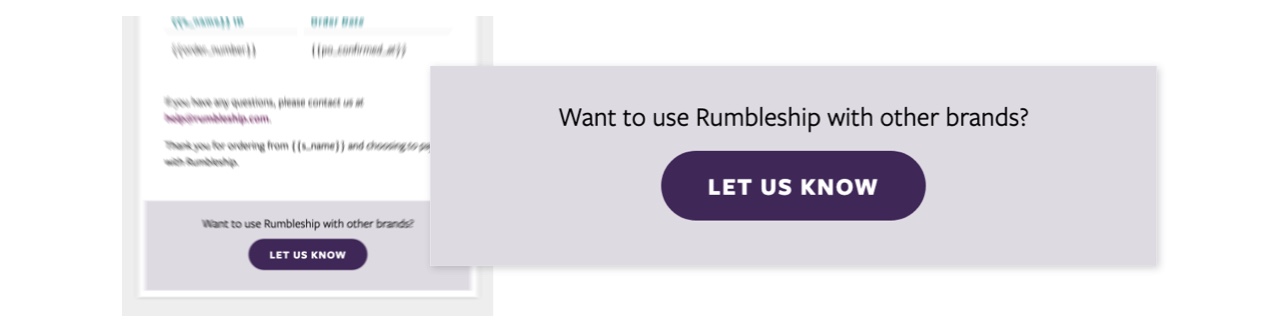 {{s_name}} ID Order Date
{{order_number}} {{po_confirmed_at}}
If you have any questions, please contact us at
help@rumbleship.com.
Thank you for ordering from {{s_name}} and choosing to
with Rumbleship.
Want to use Rumbleship with other brands?
LET US KNOW
Want to use Rumbleship with other brands?
LET US KNOW